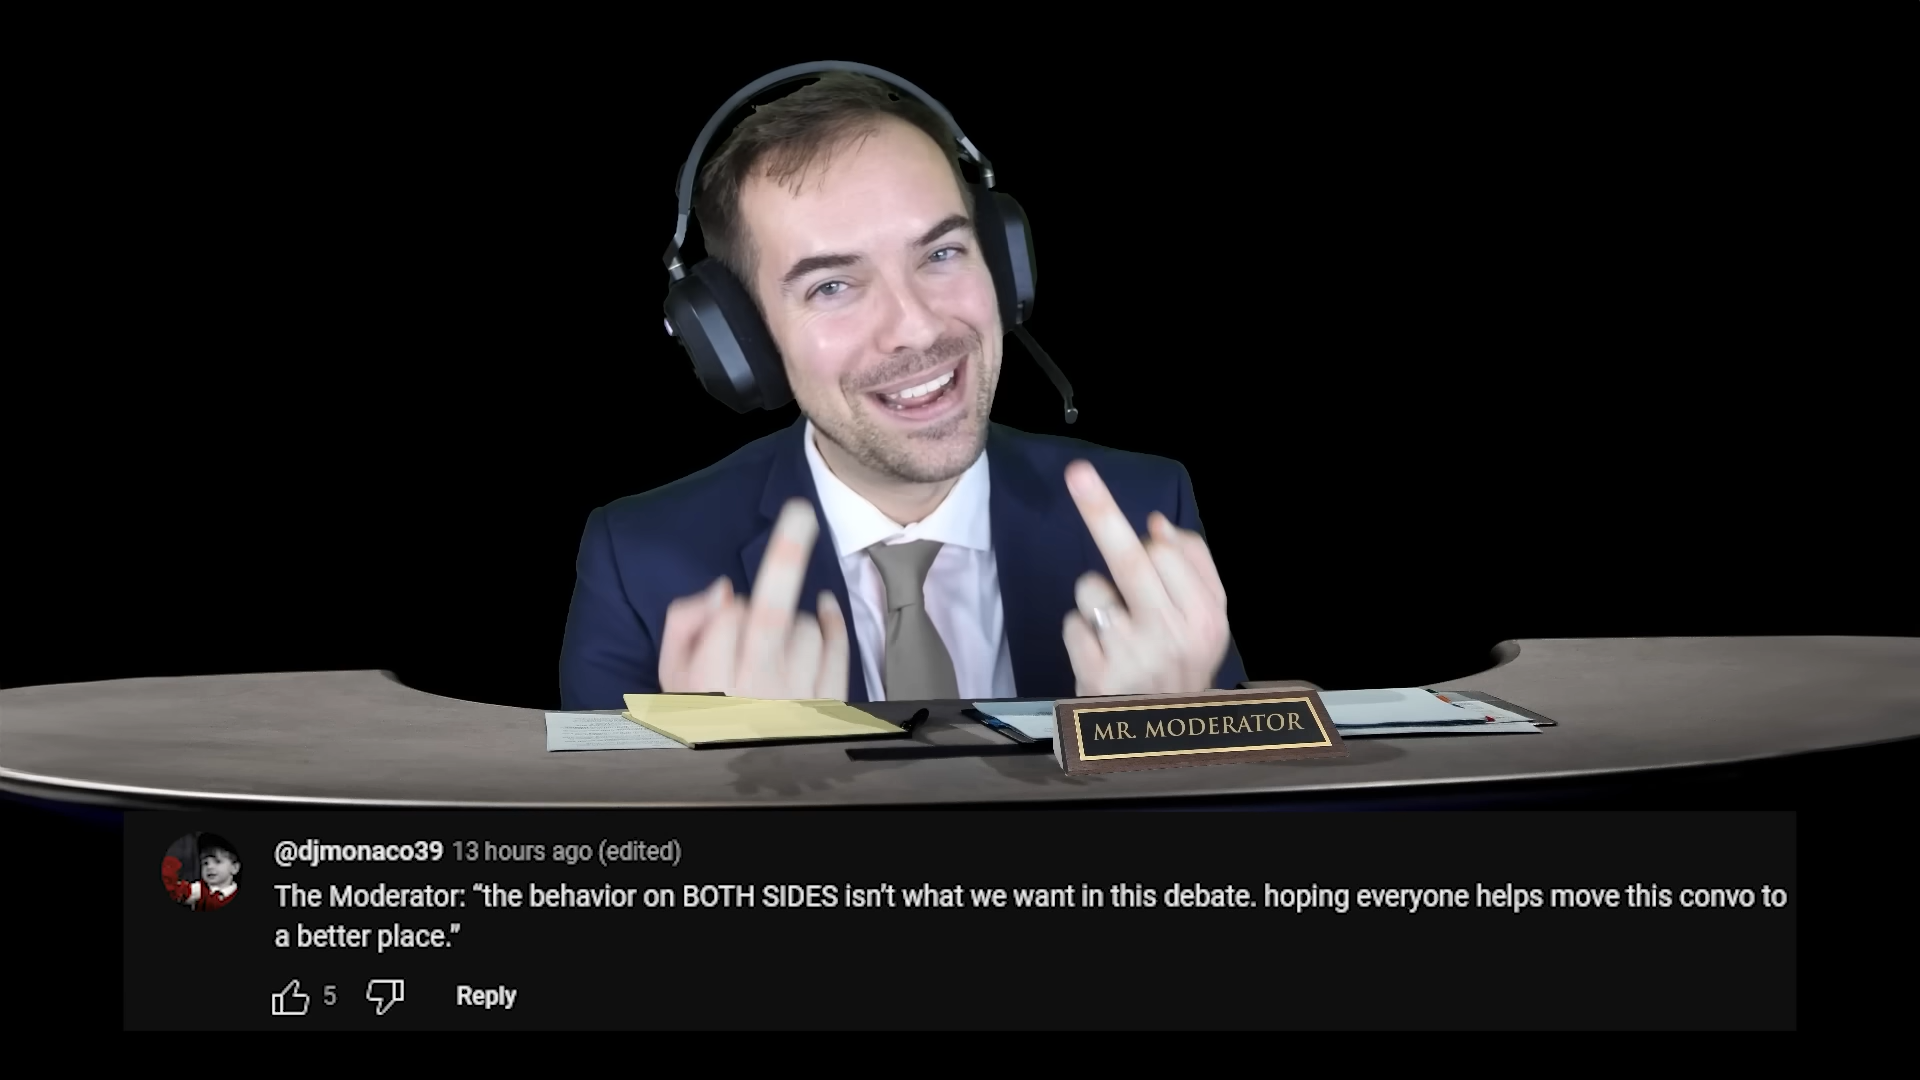 MR. MODERATOR
@djmonaco39 13 hours ago (edited)
The Moderator: “the behavior on BOTH SIDES isn’t what we want in this debate. hoping everyone helps move this convo to
a better place.”
5
Reply